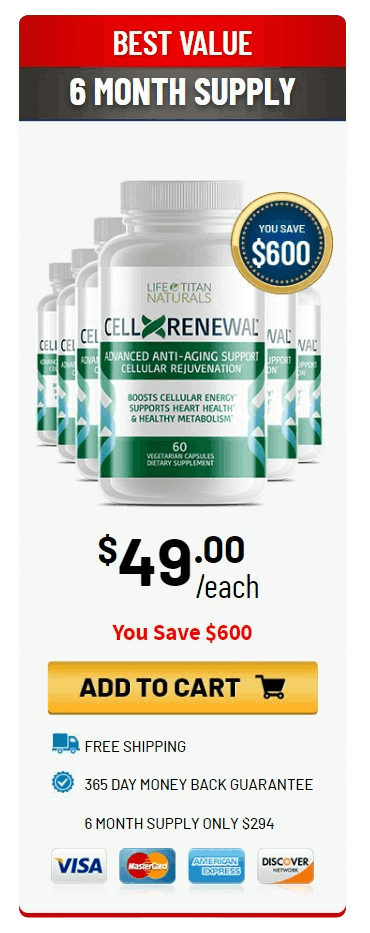 BEST VALUE
6 MONTH SUPPLY
YOU SAVE
$600
LIFE TITAN
NATURALS
CELL RENEWAL
ADVANCED ANTI-AGING SUPPORT
CELLULAR REJUVENATION
BOOSTS CELLULAR ENERGY
SUPPORTS HEART HEALTH
& HEALTHY METABOLISM
60
VEGETARIAN CAPSULES
DIETARY SUPPLEMENT
$49.00
/each
You Save $600
ADD TO CART
FREE SHIPPING
365 DAY MONEY BACK GUARANTEE
6 MONTH SUPPLY ONLY $294
VISA MasterCard AMERICAN EXPRESS DISCOVER NETWORK